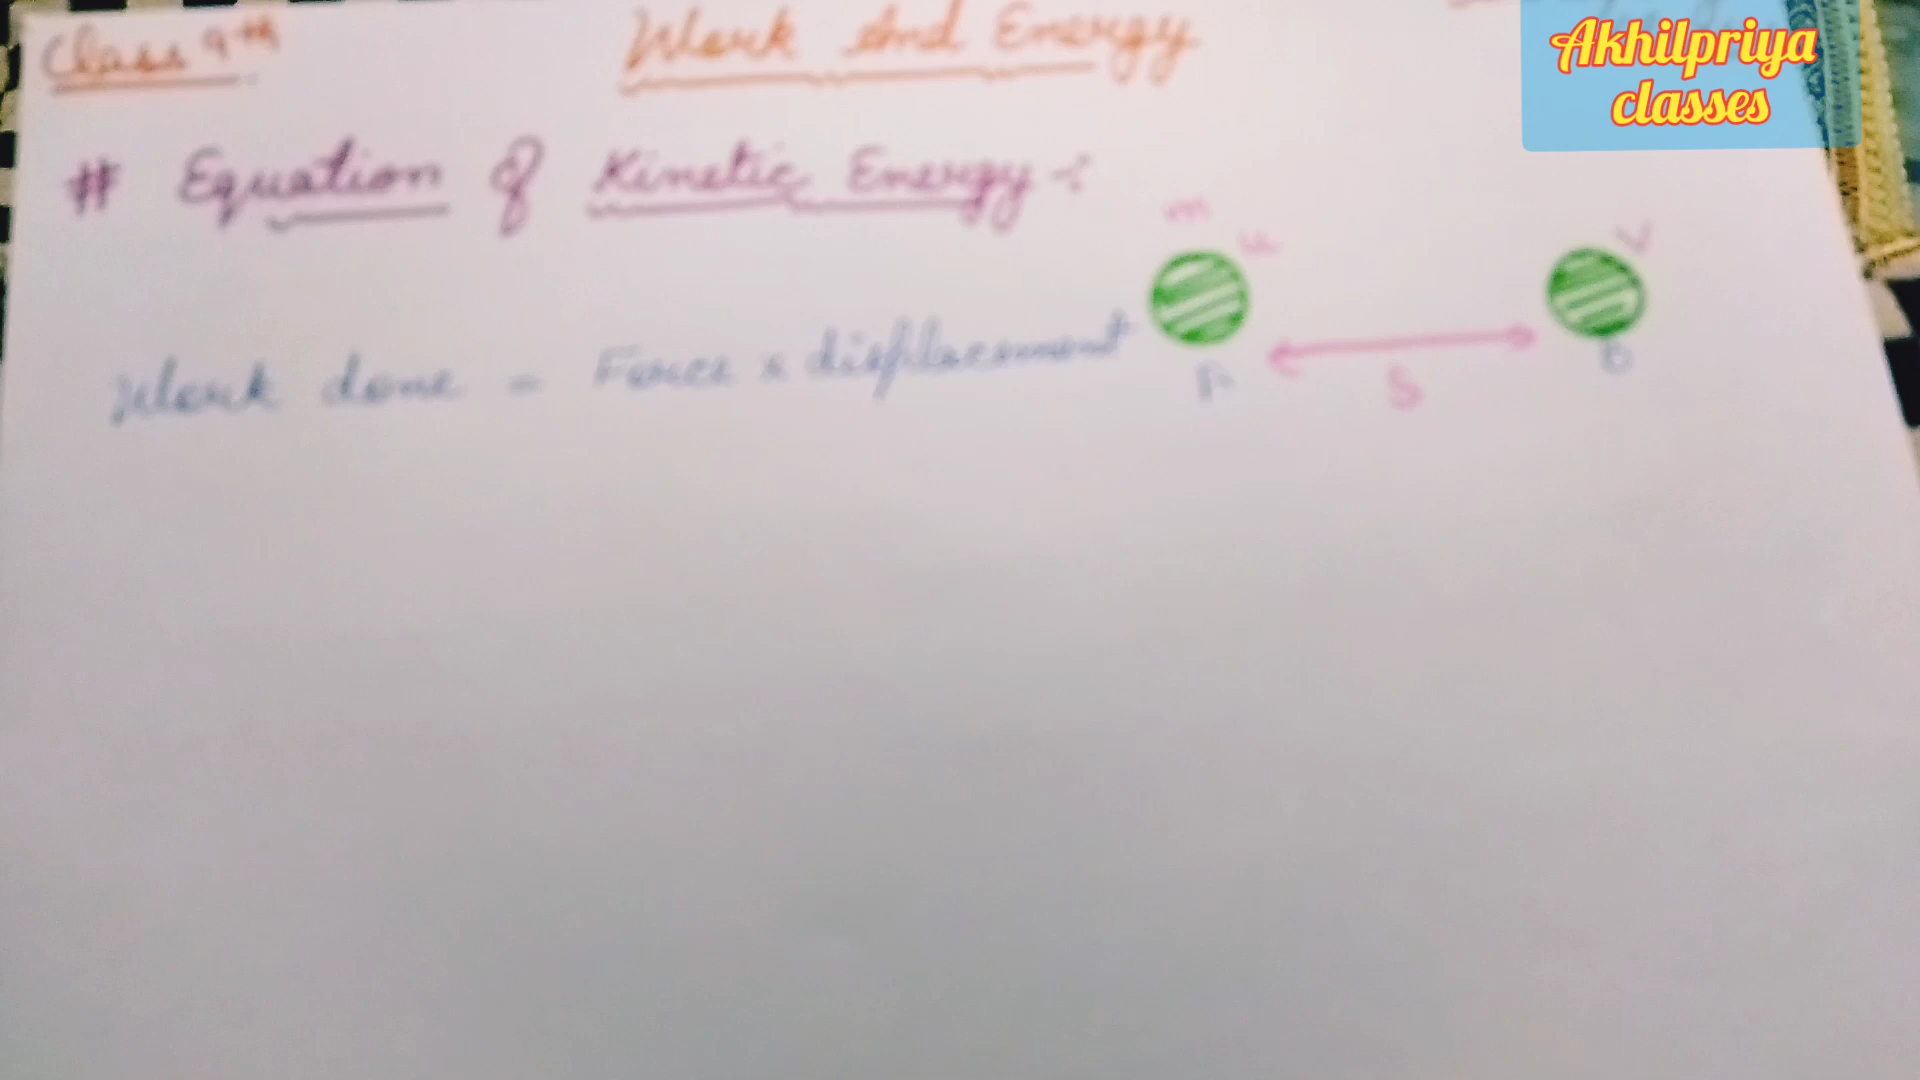 Class 9th
Work And Energy
Akhilpriya
classes
# Equation of Kinetic Energy :-
m
u
v
Work done = Force x displacement
A
S
B